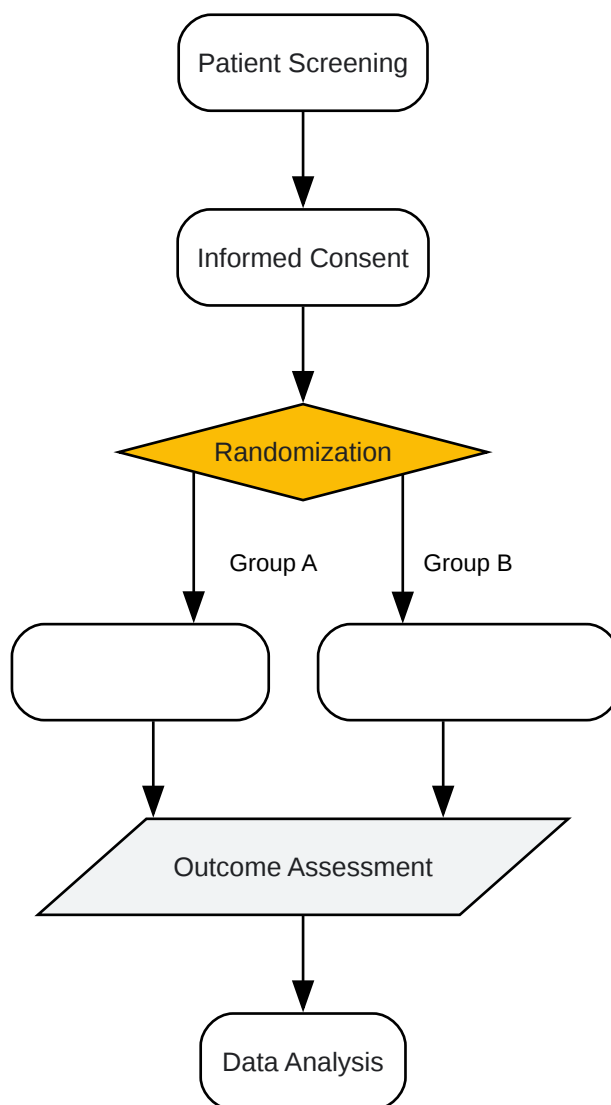 Patient Screening
Informed Consent
Randomization
Group A
Group B
Outcome Assessment
Data Analysis